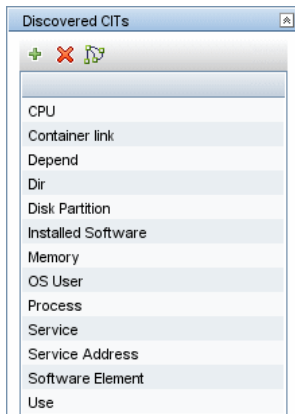 Discovered CITs
CPU
Container link
Depend
Dir
Disk Partition
Installed Software
Memory
OS User
Process
Service
Service Address
Software Element
Use